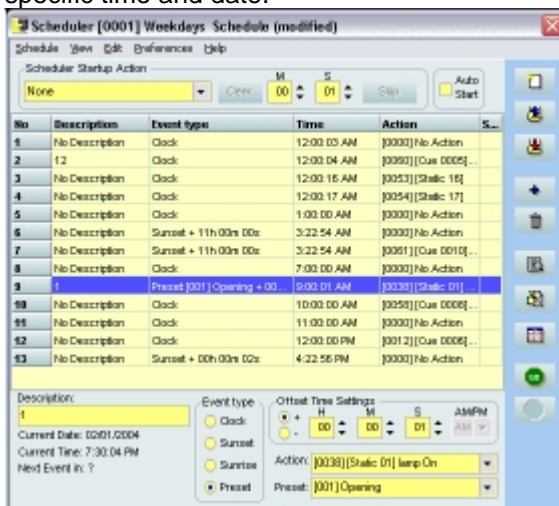 specific time and date.
Scheduler [0001] Weekdays Schedule (modified)
Schedule View Edit Preferences Help
Scheduler Startup Action
None
Clear
M
00
S
01
Skip
Auto Start
No Description Event type Time Action S...
1 No Description Clock 12:00:03 AM [0000] No Action
2 12 Clock 12:00:04 AM [0060] [Cue 0005]...
3 No Description Clock 12:00:16 AM [0053] [Static 16]
4 No Description Clock 12:00:17 AM [0054] [Static 17]
5 No Description Clock 1:00:00 AM [0000] No Action
6 No Description Sunset + 11h 00m 00s 3:22:54 AM [0000] No Action
7 No Description Sunset + 11h 00m 00s 3:22:54 AM [0061] [Cue 0010]...
8 No Description Clock 7:00:00 AM [0000] No Action
9 1 Preset [001] Opening + 00... 9:00:01 AM [0038] [Static 01] ...
10 No Description Clock 10:00:00 AM [0058] [Cue 0008]...
11 No Description Clock 11:00:00 AM [0000] No Action
12 No Description Clock 12:00:00 PM [0012] [Cue 0006]...
13 No Description Sunset + 00h 00m 02s 4:22:56 PM [0000] No Action
Description:
1
Current Date: 02/01/2004
Current Time: 7:30:04 PM
Next Event in: ?
Event type
Clock
Sunset
Sunrise
Preset
Offset Time Settings
+
-
H M S AM/PM
00 00 01 AM
Action: [0038] [Static 01] lamp On
Preset: [001] Opening